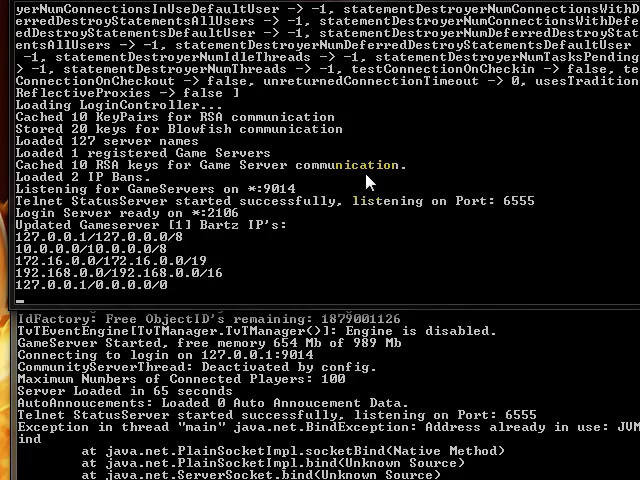 yerNumConnectionsInUseDefaultUser -> -1, statementDestroyerNumConnectionsWithD
erredDestroyStatementsAllUsers -> -1, statementDestroyerNumConnectionsWithDefe
edDestroyStatementsDefaultUser -> -1, statementDestroyerNumDeferredDestroyStat
entsAllUsers -> -1, statementDestroyerNumDeferredDestroyStatementsDefaultUser
-1, statementDestroyerNumIdleThreads -> -1, statementDestroyerNumTasksPending
> -1, statementDestroyerNumThreads -> -1, testConnectionOnCheckin -> false, te
ConnectionOnCheckout -> false, unreturnedConnectionTimeout -> 0, usesTradition
ReflectiveProxies -> false ]
Loading LoginController...
Cached 10 KeyPairs for RSA communication
Stored 20 keys for Blowfish communication
Loaded 127 server names
Loaded 1 registered Game Servers
Cached 10 RSA keys for Game Server communication.
Loaded 2 IP Bans.
Listening for GameServers on *:9014
Telnet StatusServer started successfully, listening on Port: 6555
Login Server ready on *:2106
Updated Gameserver [1] Bartz IP's:
127.0.0.1/127.0.0.0/8
10.0.0.0/10.0.0.0/8
172.16.0.0/172.16.0.0/19
192.168.0.0/192.168.0.0/16
127.0.0.1/0.0.0.0/0
IdFactory: Free ObjectID's remaining: 1879001126
TvTEventEngine[TvTManager.TvTManager()]: Engine is disabled.
GameServer Started, free memory 654 Mb of 989 Mb
Connecting to login on 127.0.0.1:9014
CommunityServerThread: Deactivated by config.
Maximum Numbers of Connected Players: 100
Server Loaded in 65 seconds
AutoAnnoucements: Loaded 0 Auto Annoucement Data.
Telnet StatusServer started successfully, listening on Port: 6555
Exception in thread "main" java.net.BindException: Address already in use: JVM
ind
at java.net.PlainSocketImpl.socketBind(Native Method)
at java.net.PlainSocketImpl.bind(Unknown Source)
at java.net.ServerSocket.bind(Unknown Source)